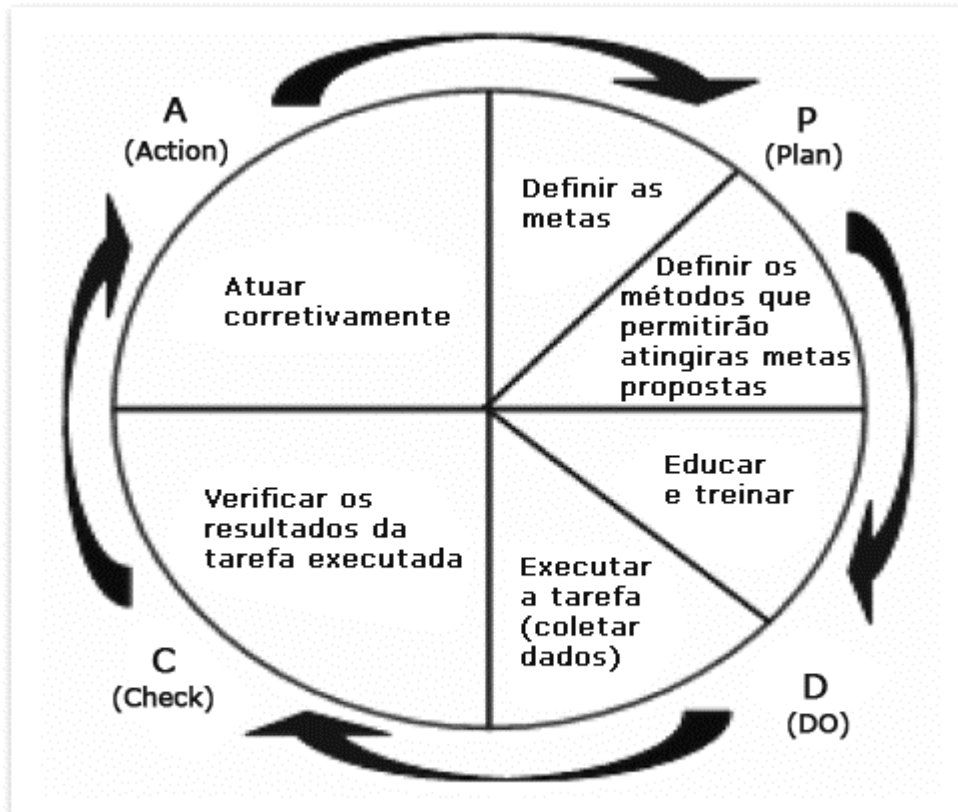 A
(Action)
P
(Plan)
Definir as
metas
Definir os
métodos que
permitirão
atingiras metas
propostas
Atuar
corretivamente
Educar
e treinar
Verificar os
resultados da
tarefa executada
Executar
a tarefa
(coletar
dados)
C
(Check)
D
(DO)